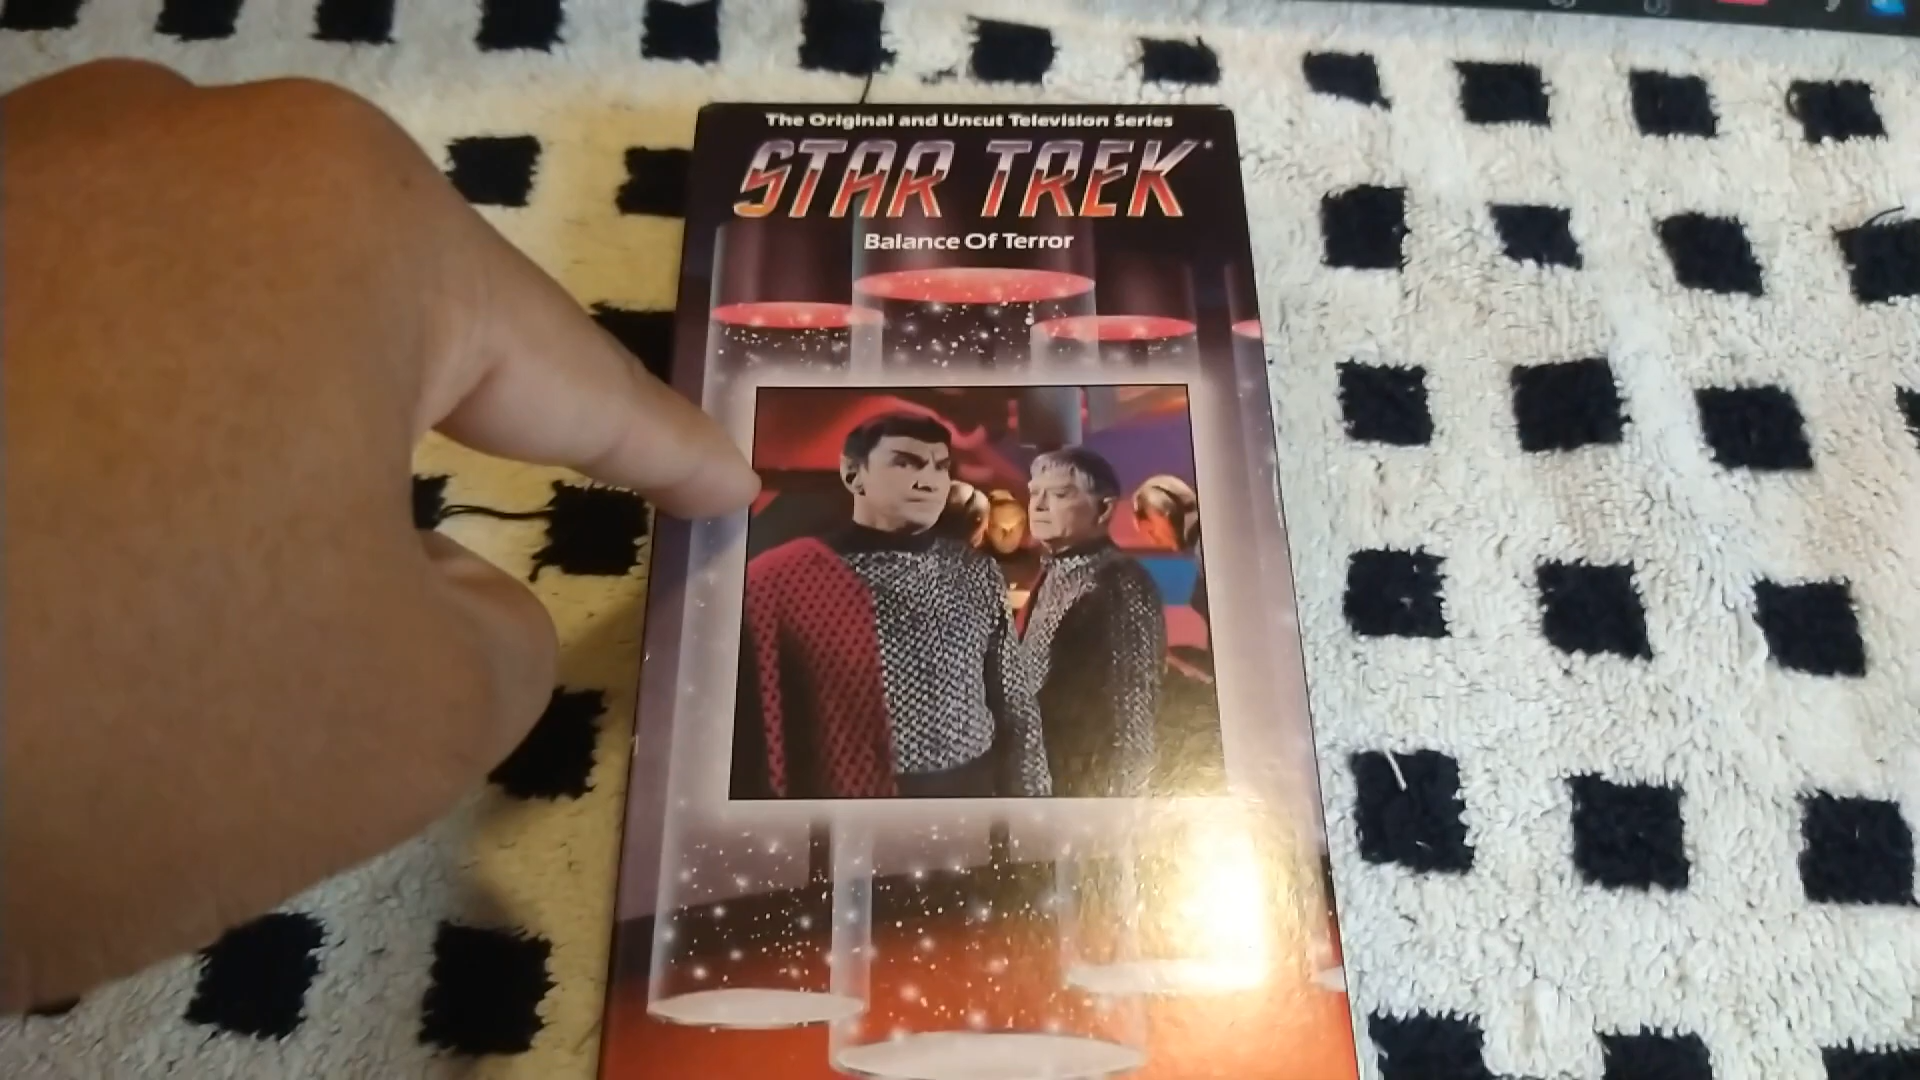 The Original and Uncut Television Series
STAR TREK
Balance Of Terror